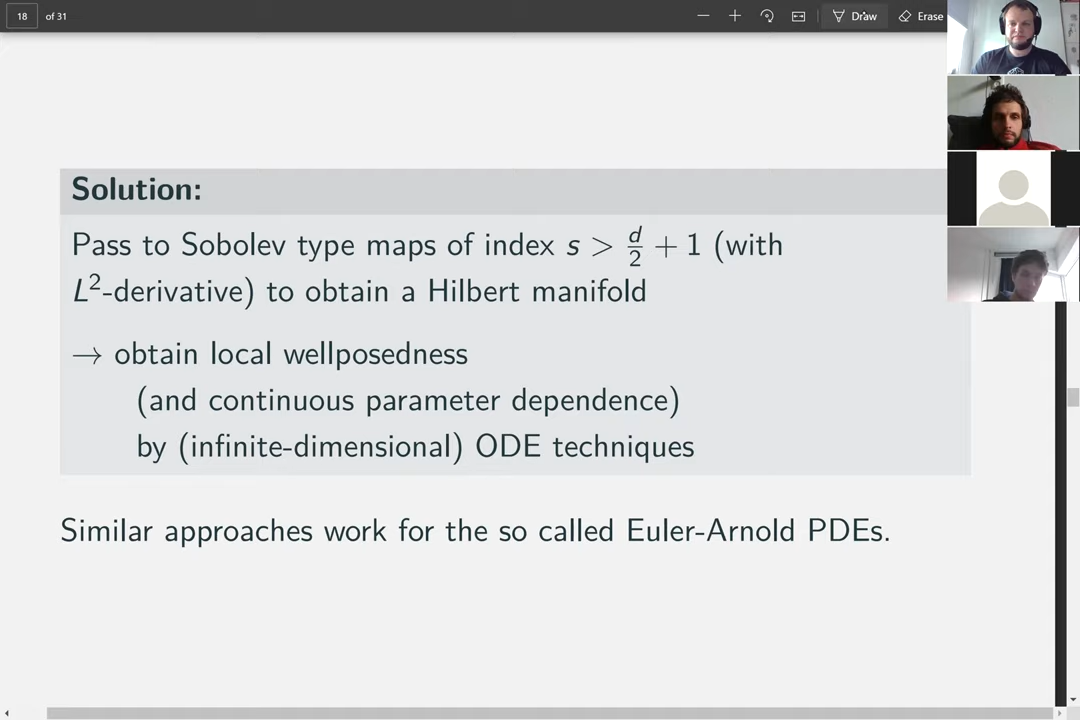 18 of 31 Draw Erase
Solution:
Pass to Sobolev type maps of index s > d/2 + 1 (with
L²-derivative) to obtain a Hilbert manifold
→ obtain local wellposedness
(and continuous parameter dependence)
by (infinite-dimensional) ODE techniques
Similar approaches work for the so called Euler-Arnold PDEs.